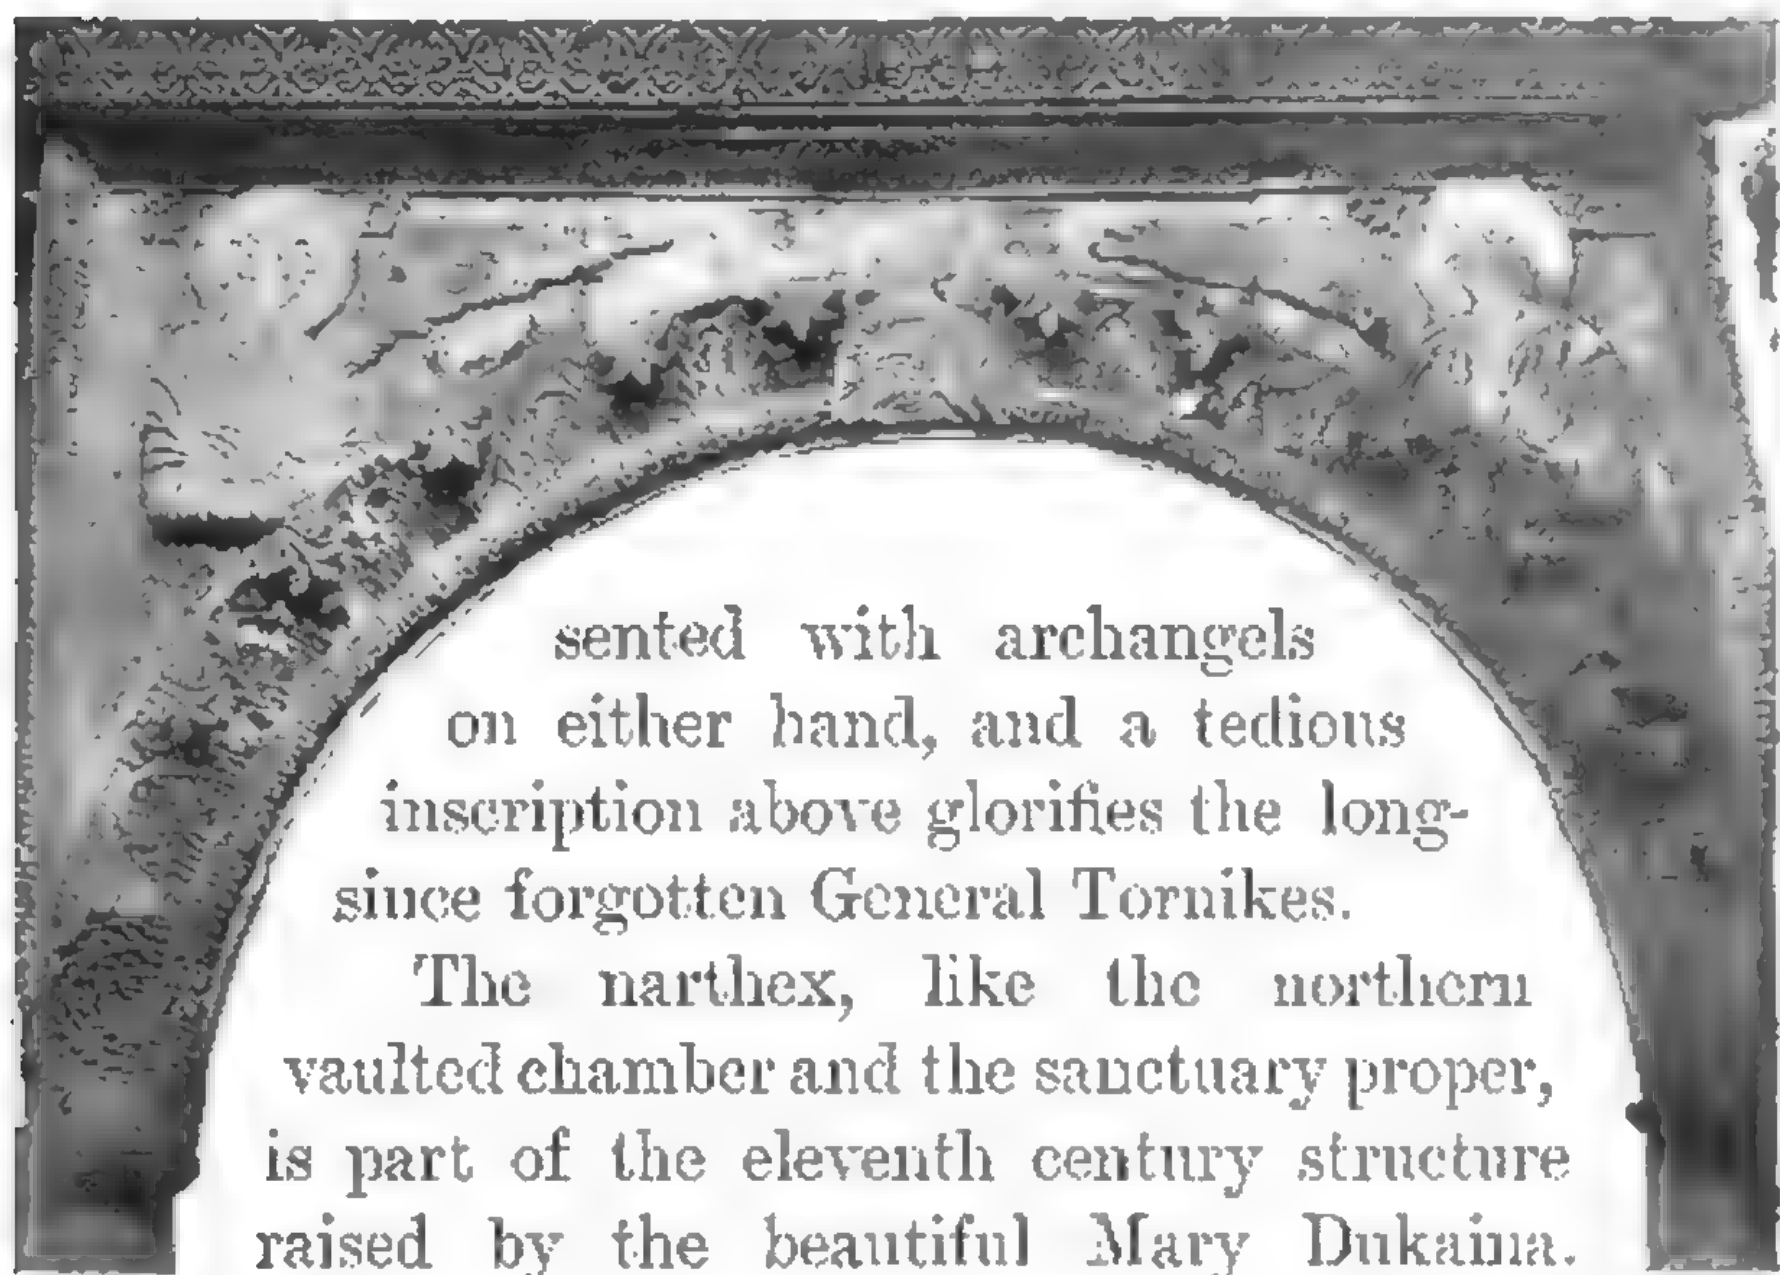 sented with archangels
on either hand, and a tedious
inscription above glorifies the long-
since forgotten General Tornikes.
The narthex, like the northern
vaulted chamber and the sanctuary proper,
is part of the eleventh century structure
raised by the beautiful Mary Dukaina.